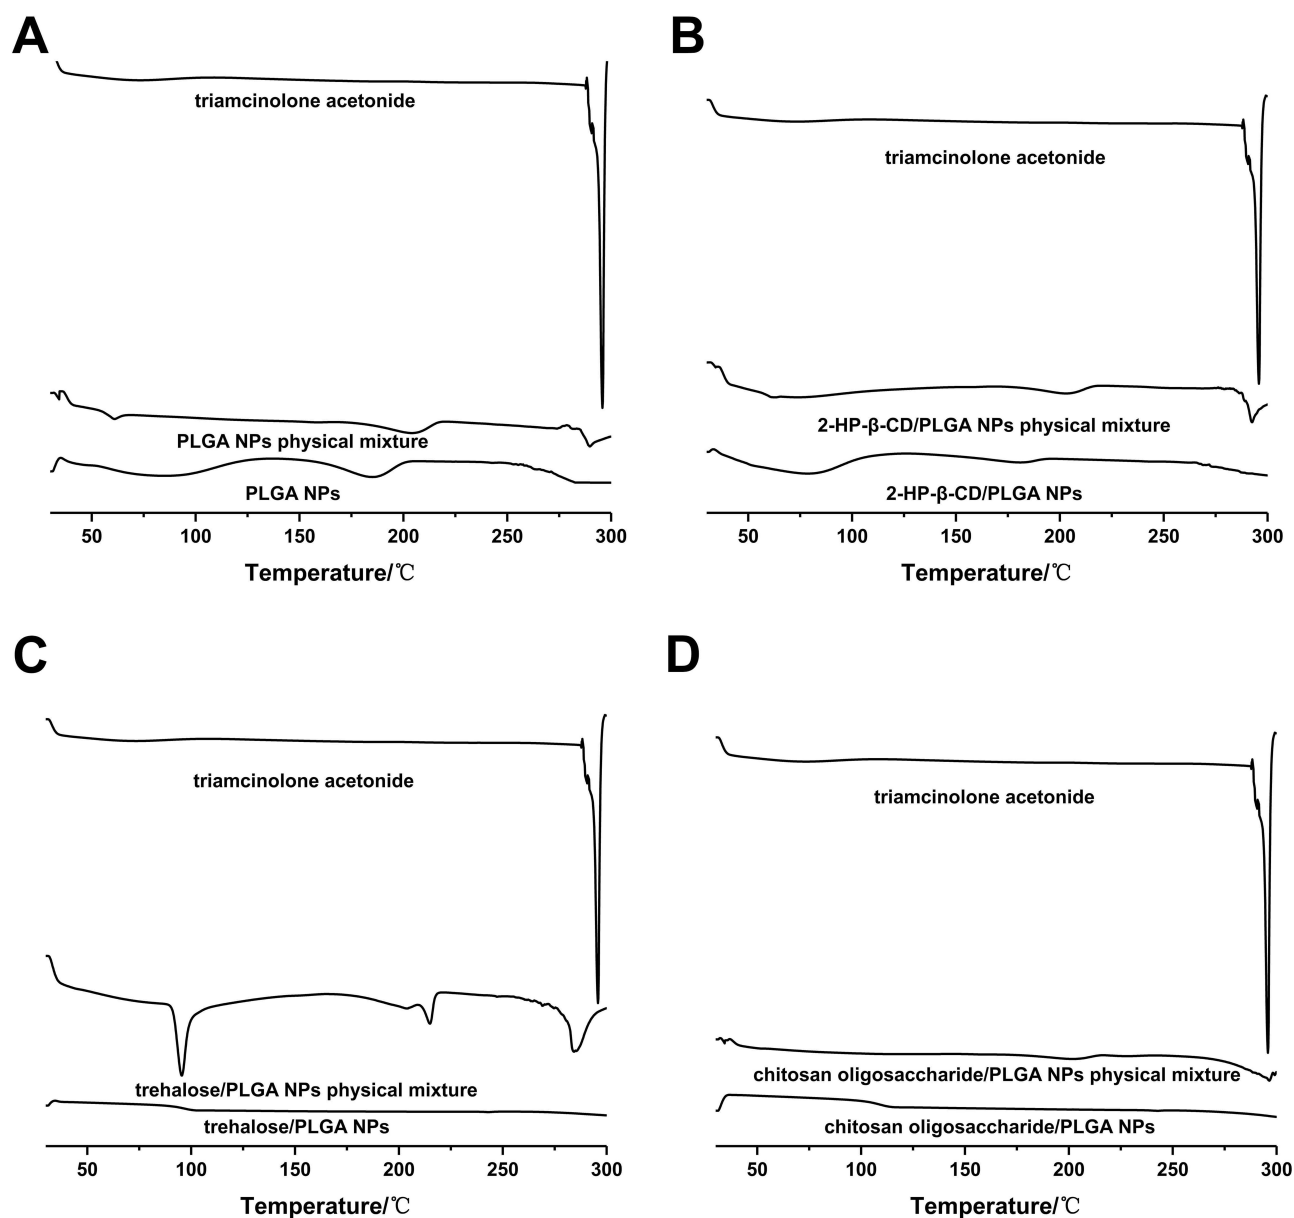 A
triamcinolone acetonide
PLGA NPs physical mixture
PLGA NPs
50 100 150 200 250 300
Temperature/℃
B
triamcinolone acetonide
2-HP-β-CD/PLGA NPs physical mixture
2-HP-β-CD/PLGA NPs
50 100 150 200 250 300
Temperature/℃
C
triamcinolone acetonide
trehalose/PLGA NPs physical mixture
trehalose/PLGA NPs
50 100 150 200 250 300
Temperature/℃
D
triamcinolone acetonide
chitosan oligosaccharide/PLGA NPs physical mixture
chitosan oligosaccharide/PLGA NPs
50 100 150 200 250 300
Temperature/℃